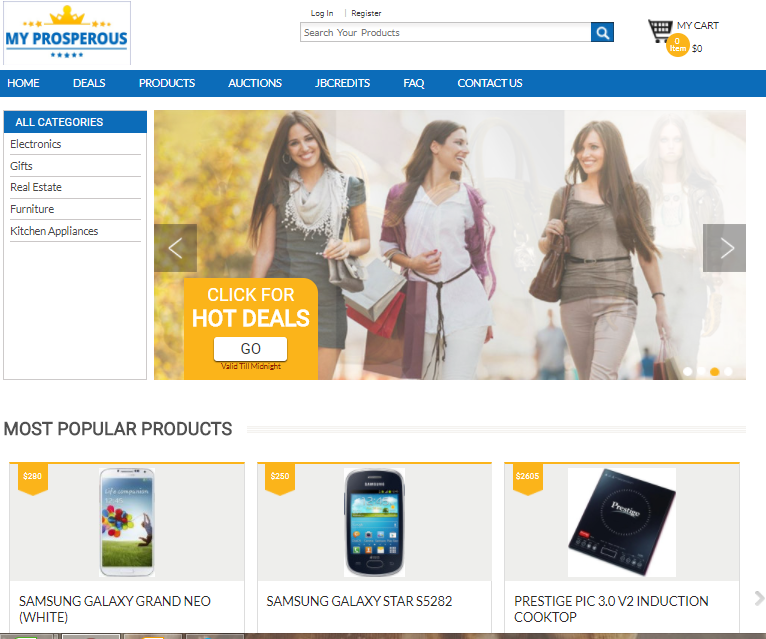 MY PROSPEROUS
Log In | Register
Search Your Products
MY CART
0
Item
$0
HOME DEALS PRODUCTS AUCTIONS JBCREDITS FAQ CONTACT US
ALL CATEGORIES
Electronics
Gifts
Real Estate
Furniture
Kitchen Appliances
CLICK FOR
HOT DEALS
GO
Valid Till Midnight
MOST POPULAR PRODUCTS
$280
$250
$2605
Life companion
SAMSUNG
Prestige
SAMSUNG GALAXY GRAND NEO
(WHITE)
SAMSUNG GALAXY STAR S5282
PRESTIGE PIC 3.0 V2 INDUCTION
COOKTOP